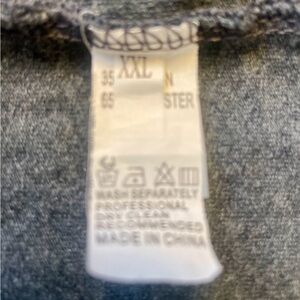 XXL
35 N
65 STER
WASH SEPARATELY
PROFESSIONAL
DRY CLEAN
RECOMMENDED
MADE IN CHINA